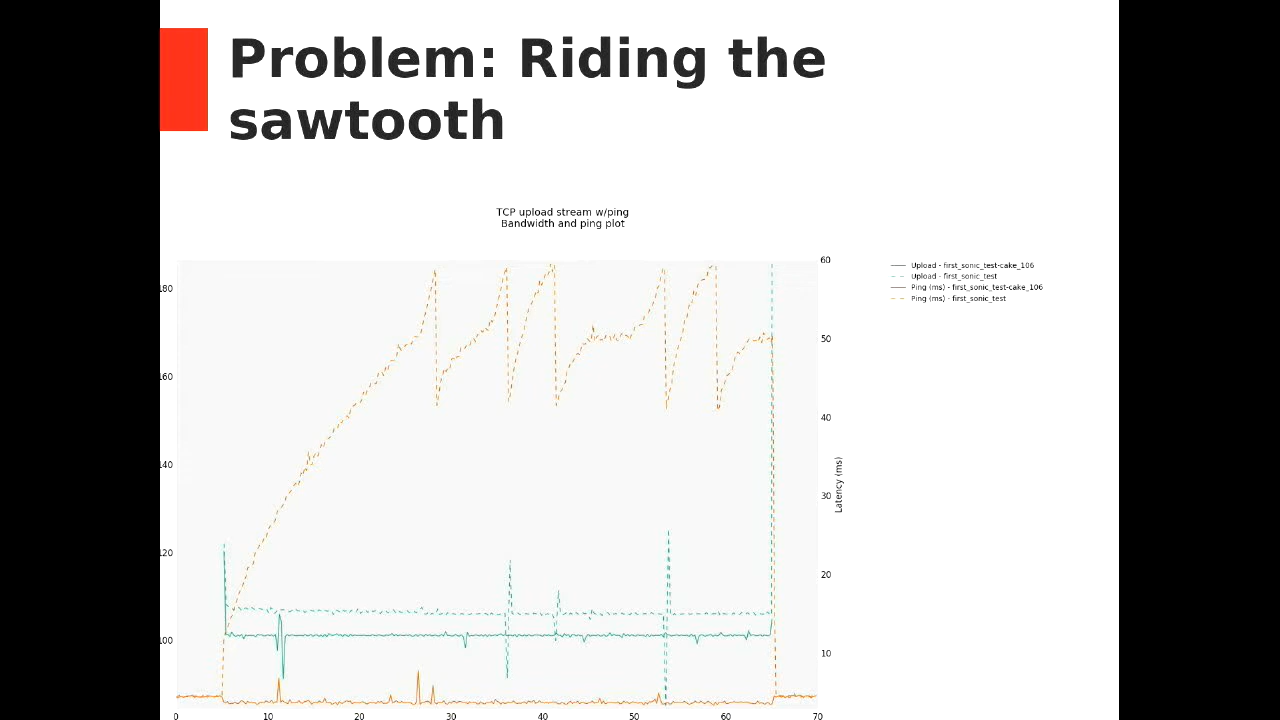 Problem: Riding the
sawtooth
TCP upload stream w/ping
Bandwidth and ping plot
180
160
140
120
100
60
50
40
30
20
10
Latency (ms)
0 10 20 30 40 50 60 70
Upload - first_sonic_test-cake_106
Upload - first_sonic_test
Ping (ms) - first_sonic_test-cake_106
Ping (ms) - first_sonic_test